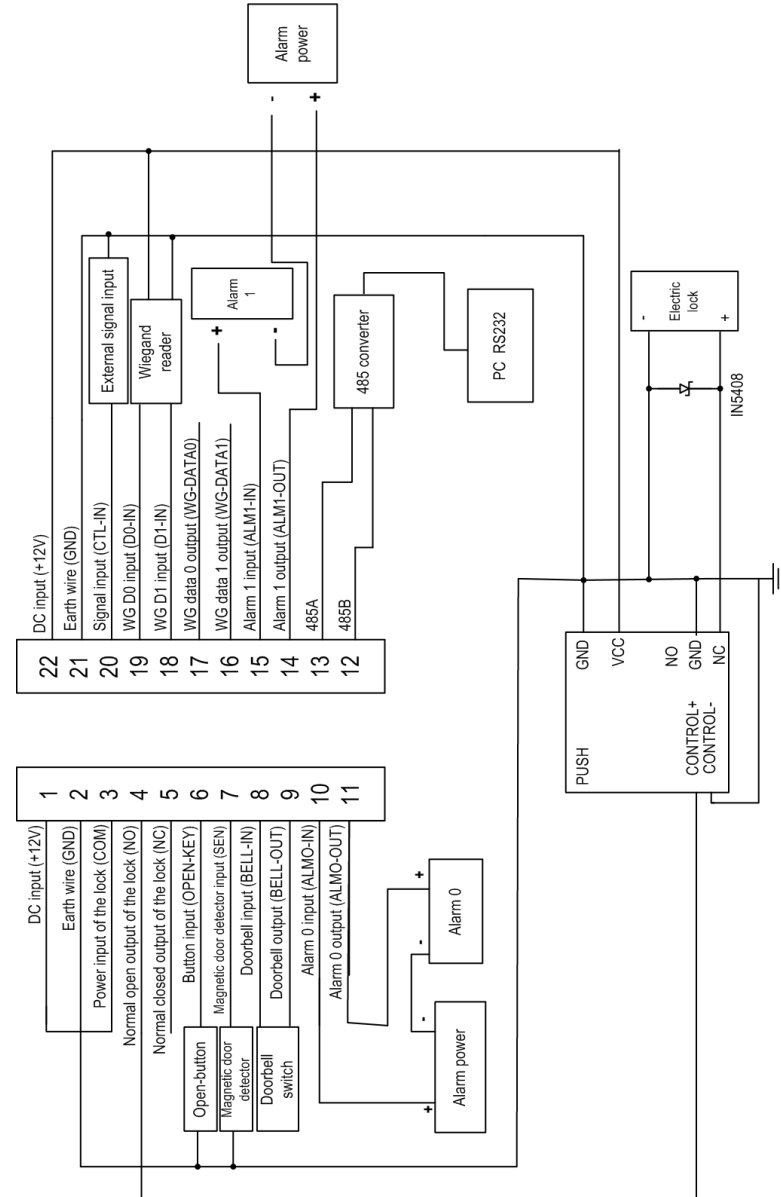 Alarm
power
-
+
DC input (+12V)
Earth wire (GND)
Signal input (CTL-IN)
WG D0 input (D0-IN)
WG D1 input (D1-IN)
WG data 0 output (WG-DATA0)
WG data 1 output (WG-DATA1)
Alarm 1 input (ALM1-IN)
Alarm 1 output (ALM1-OUT)
485A
485B
22
21
20
19
18
17
16
15
14
13
12
External signal input
Wiegand
reader
Alarm
1
+
-
485 converter
PC RS232
Electric
lock
-
+
IN5408
GND
VCC
NO
GND
NC
PUSH
CONTROL+
CONTROL-
1
2
3
4
5
6
7
8
9
10
11
DC input (+12V)
Earth wire (GND)
Power input of the lock (COM)
Normal open output of the lock (NO)
Normal closed output of the lock (NC)
Button input (OPEN-KEY)
Magnetic door detector input (SEN)
Doorbell input (BELL-IN)
Doorbell output (BELL-OUT)
Alarm 0 input (ALMO-IN)
Alarm 0 output (ALMO-OUT)
Open-button
Magnetic door
detector
Doorbell
switch
+
-
Alarm 0
-
+
Alarm power